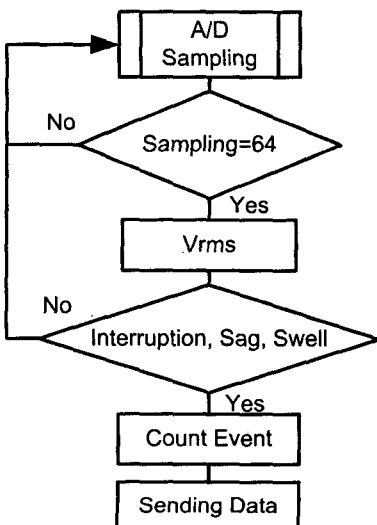 A/D
Sampling
No
Sampling=64
Yes
Vrms
No
Interruption, Sag, Swell
Yes
Count Event
Sending Data